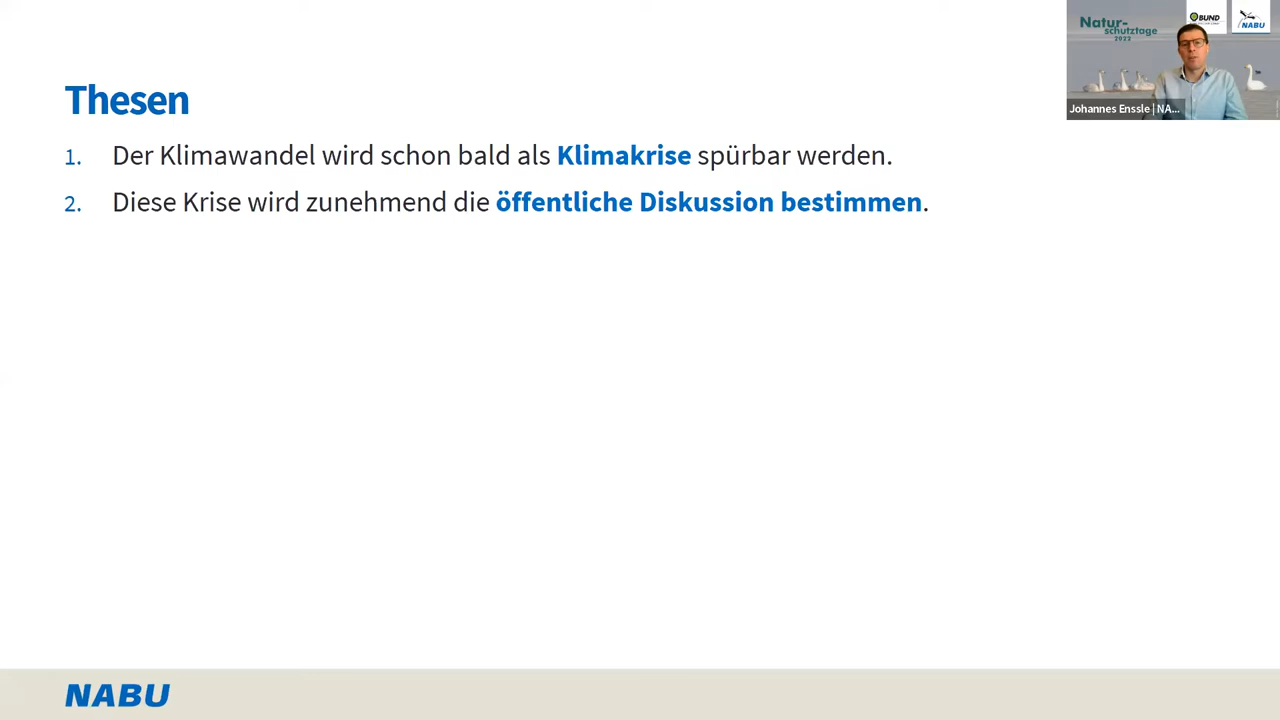 Natur-
schutztage
2022
BUND
NABU
Johannes Enssle | NA...
Thesen
1. Der Klimawandel wird schon bald als Klimakrise spürbar werden.
2. Diese Krise wird zunehmend die öffentliche Diskussion bestimmen.
NABU